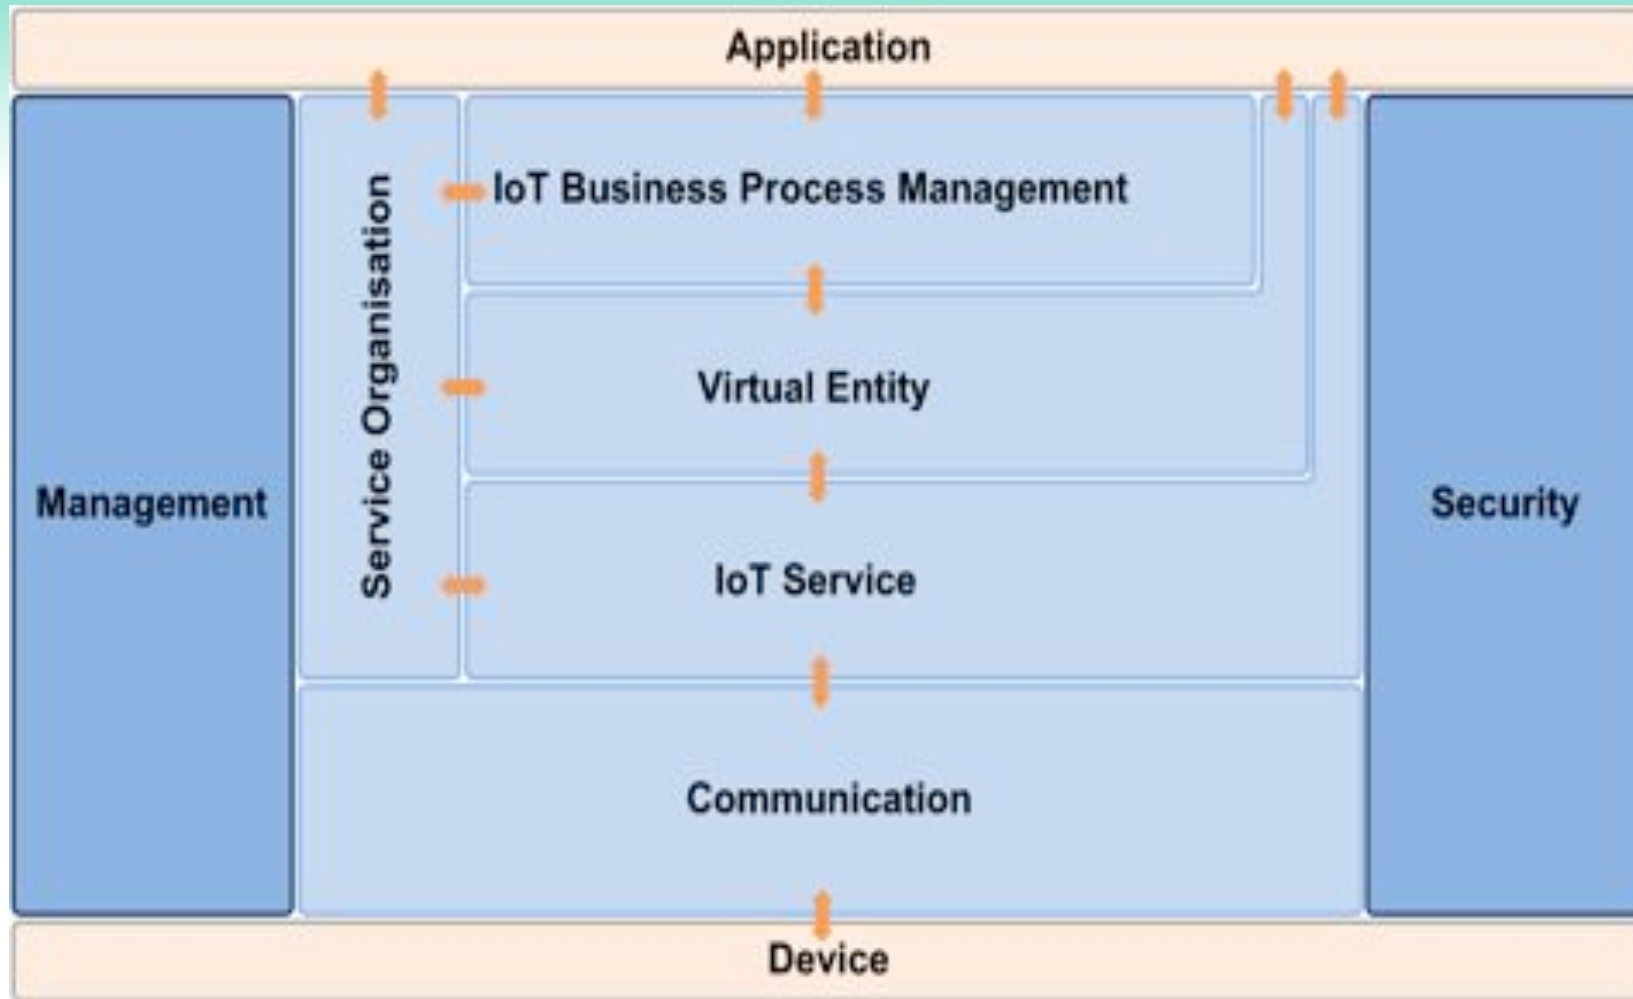 Application
IoT Business Process Management
Service Organisation
Virtual Entity
Management
Security
IoT Service
Communication
Device